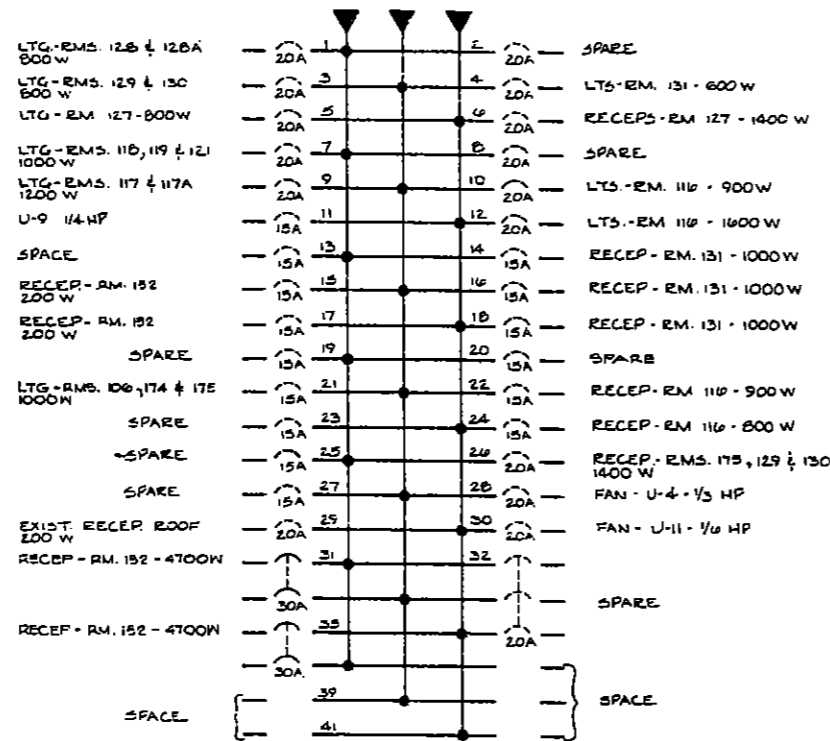 LTG-RMS. 128 & 128A
800 W
20A 1 2 20A
SPARE
LTG-RMS. 129 & 130
800 W
20A 3 4 20A
LTS-RM. 131 - 600 W
LTG - RM 127-800W
20A 5 6 20A
RECEPS-RM 127 - 1400 W
LTG-RMS. 118, 119 & 121
1000 W
20A 7 8 20A
SPARE
LTG-RMS. 117 & 117A
1200 W
20A 9 10 20A
LTS.-RM. 116 - 900 W
U-9 1/4 HP
15A 11 12 20A
LTS.-RM 116 - 1600 W
SPACE
15A 13 14 15A
RECEP-RM. 131 - 1000 W
RECEP.-RM. 132
200 W
15A 15 16 15A
RECEP-RM. 131 - 1000 W
RECEP-RM. 132
200 W
15A 17 18 15A
RECEP-RM. 131 - 1000 W
SPARE
15A 19 20 15A
SPARE
LTG-RMS. 106, 174 & 175
1000W
15A 21 22 15A
RECEP-RM 116 - 900 W
SPARE
15A 23 24 15A
RECEP-RM 116 - 800 W
SPARE
15A 25 26 20A
RECEP.-RMS. 175, 129 & 130
1400 W
SPARE
15A 27 28 20A
FAN - U-4 - 1/3 HP
EXIST. RECEP. ROOF
200 W
20A 29 30 20A
FAN - U-11 - 1/6 HP
RECEP-RM. 132 - 4700W
31 32
30A
SPARE
RECEP-RM. 132 - 4700W
35
20A
30A
SPACE
39
SPACE
41